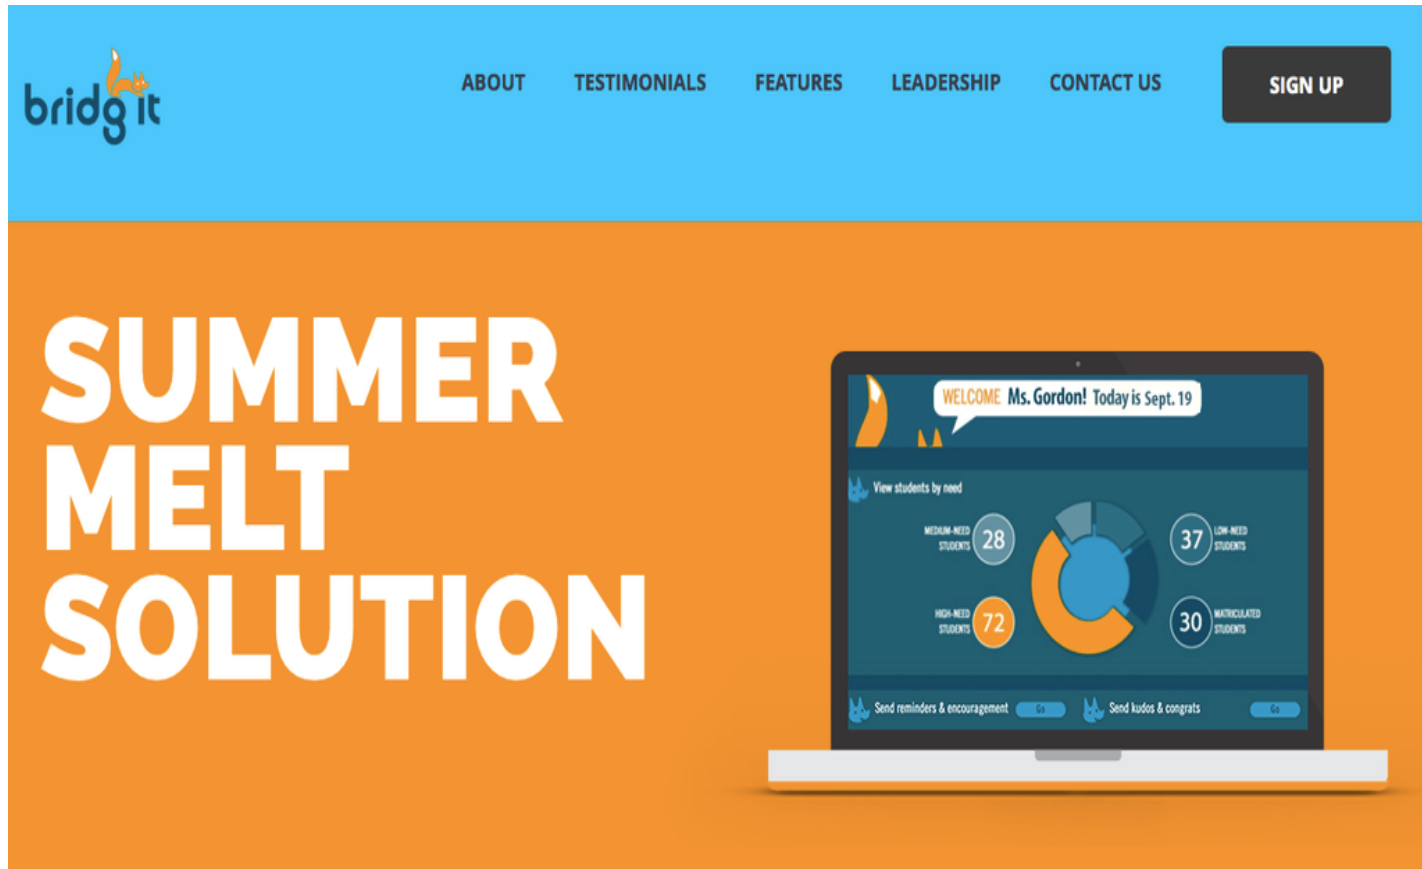 bridgit
ABOUT TESTIMONIALS FEATURES LEADERSHIP CONTACT US SIGN UP
SUMMER
MELT
SOLUTION
WELCOME Ms. Gordon! Today is Sept. 19
View students by need
MEDIUM-NEED
STUDENTS
28
37
LOW-NEED
STUDENTS
HIGH-NEED
STUDENTS
72
30
MATRICULATED
STUDENTS
Send reminders & encouragement Go Send kudos & congrats Go